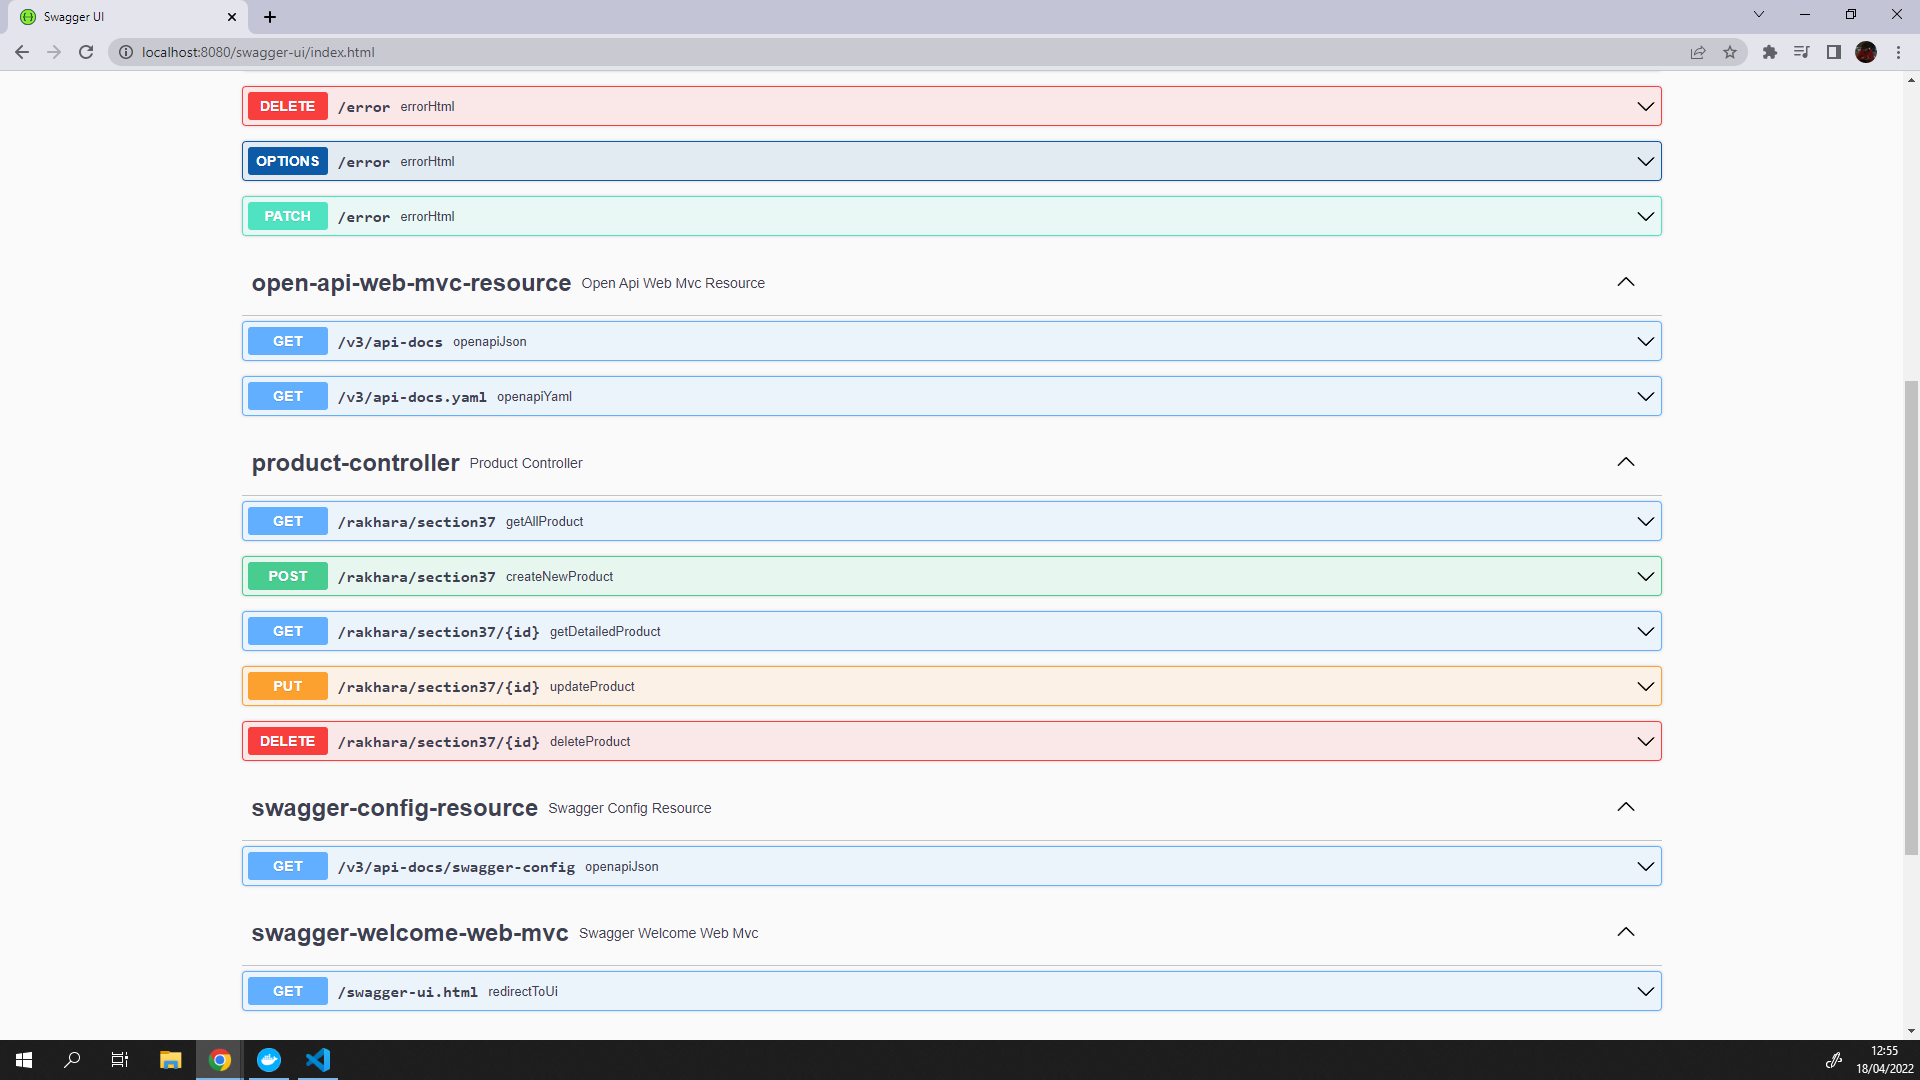 Swagger UI
localhost:8080/swagger-ui/index.html
DELETE /error errorHtml
OPTIONS /error errorHtml
PATCH /error errorHtml
open-api-web-mvc-resource Open Api Web Mvc Resource
GET /v3/api-docs openapiJson
GET /v3/api-docs.yaml openapiYaml
product-controller Product Controller
GET /rakhara/section37 getAllProduct
POST /rakhara/section37 createNewProduct
GET /rakhara/section37/{id} getDetailedProduct
PUT /rakhara/section37/{id} updateProduct
DELETE /rakhara/section37/{id} deleteProduct
swagger-config-resource Swagger Config Resource
GET /v3/api-docs/swagger-config openapiJson
swagger-welcome-web-mvc Swagger Welcome Web Mvc
GET /swagger-ui.html redirectToUi
12:55
18/04/2022